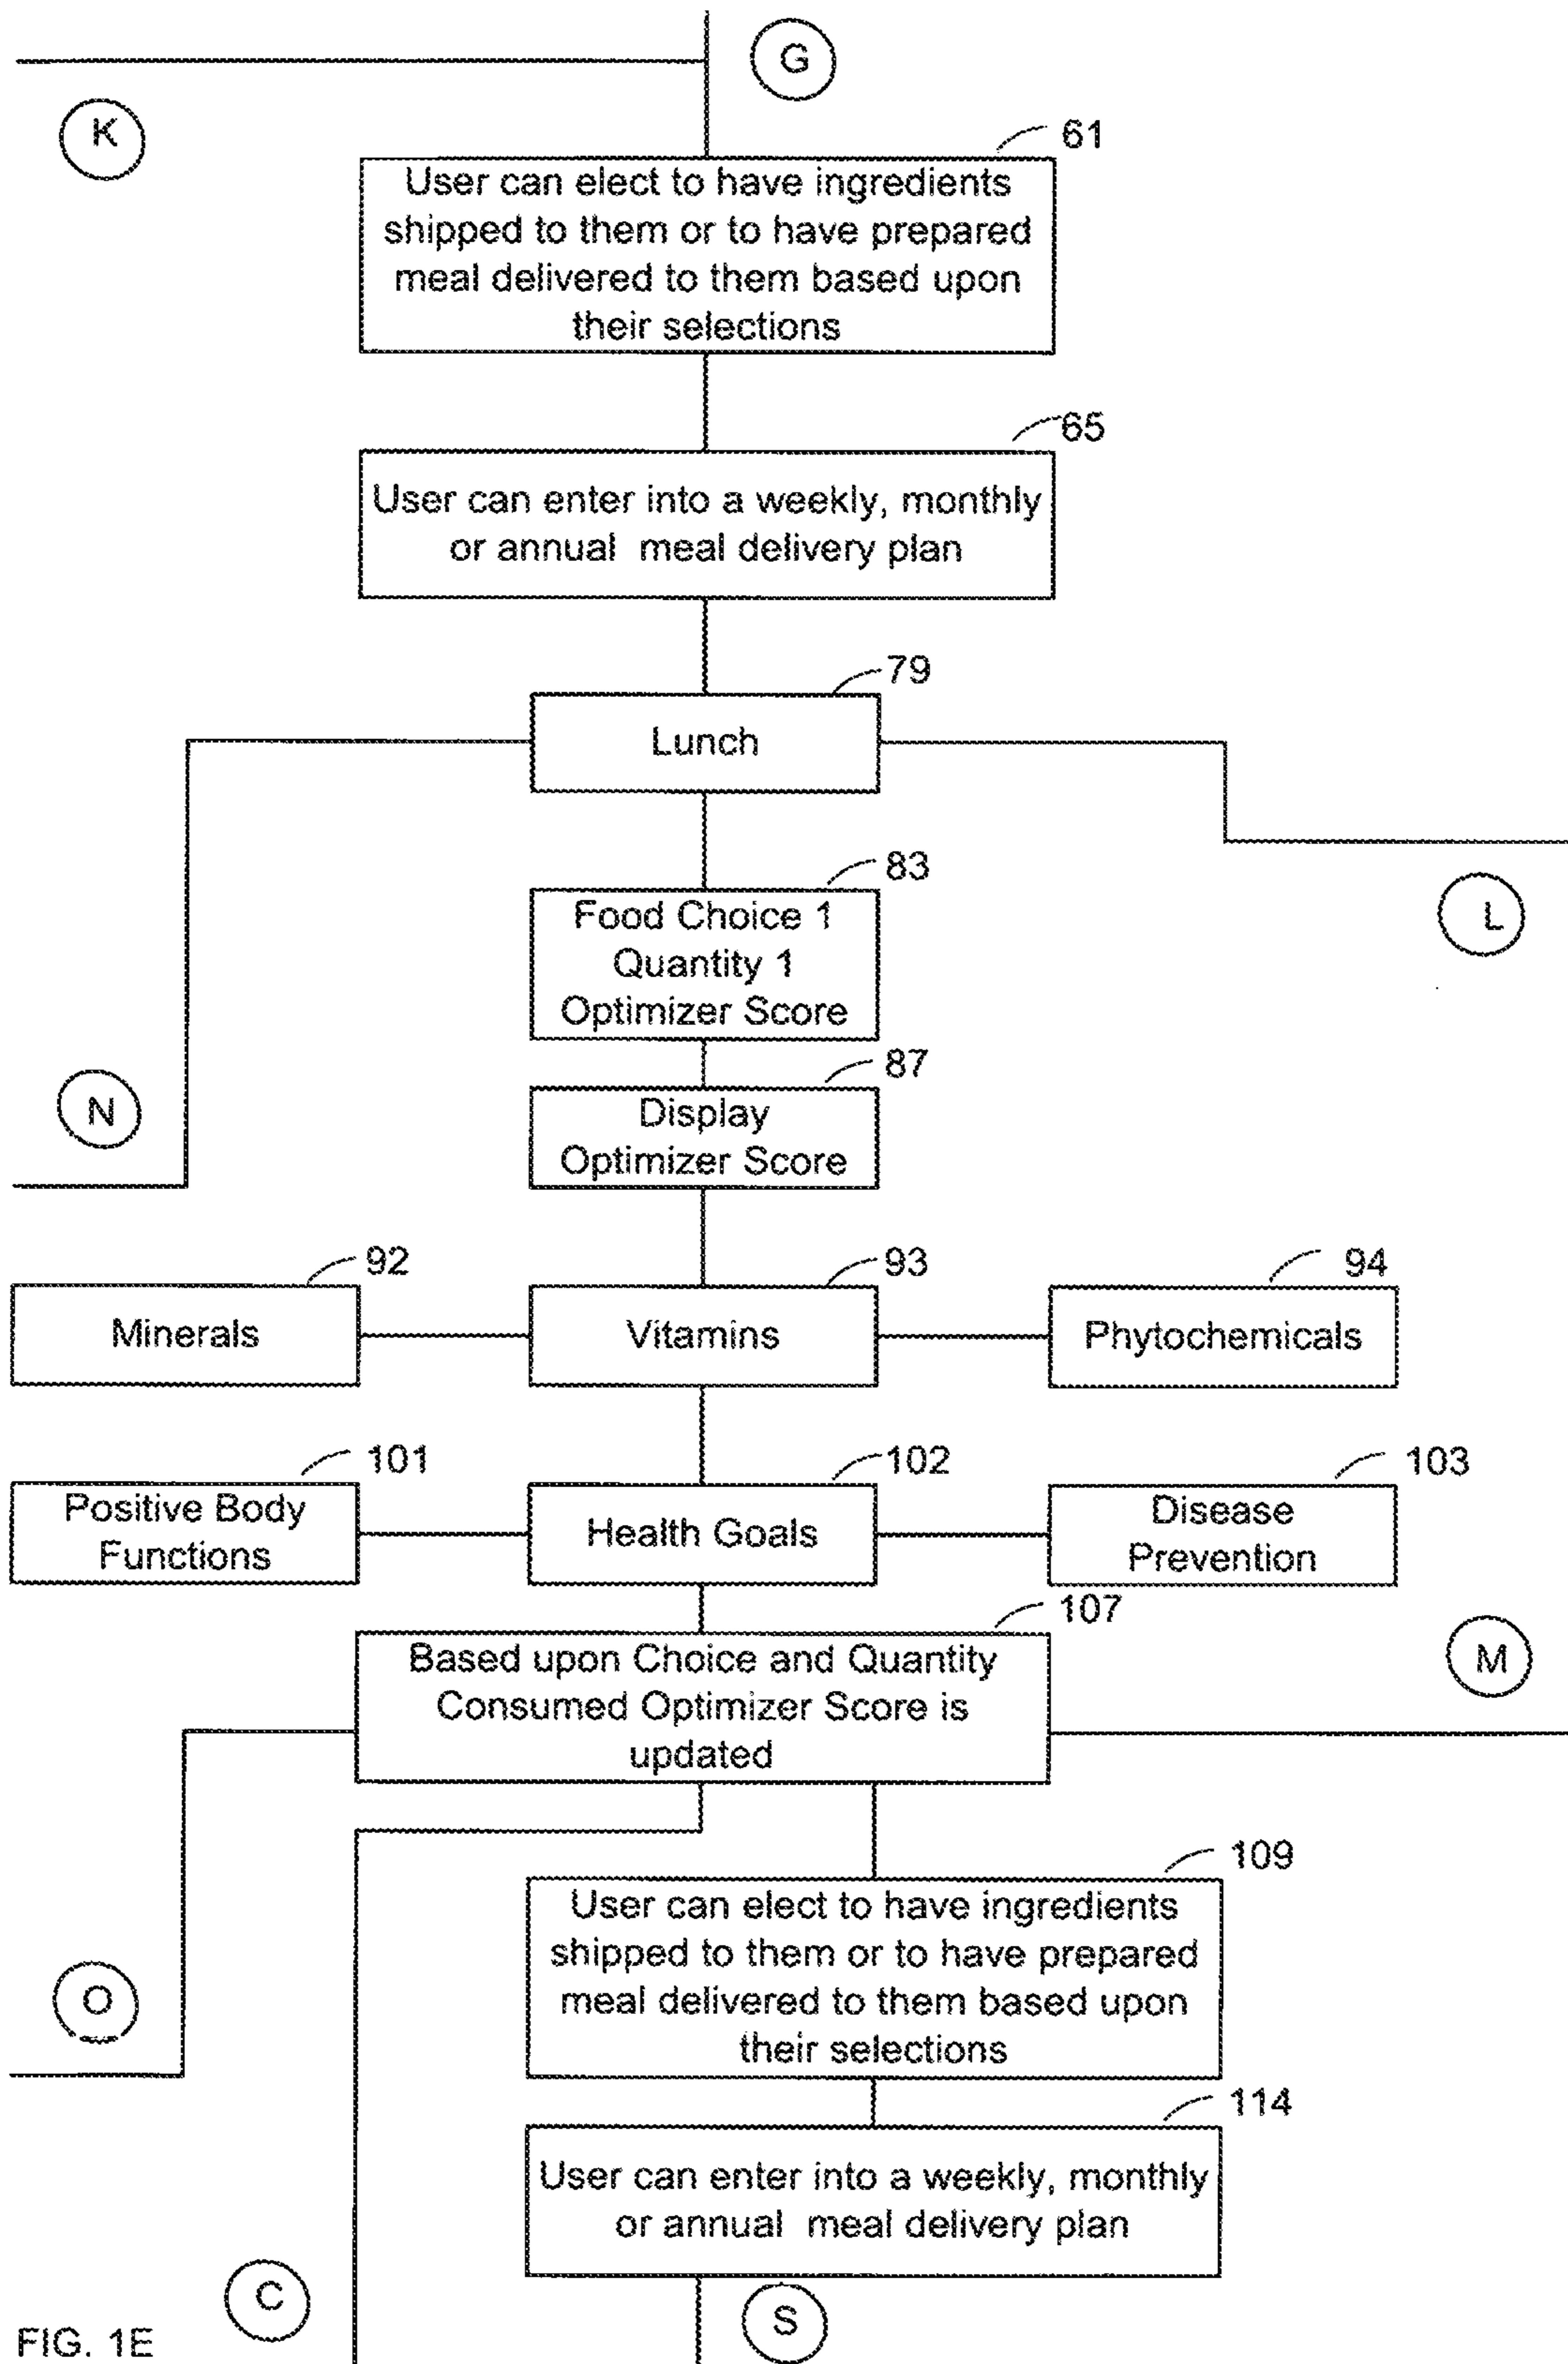 G
K
61
User can elect to have ingredients
shipped to them or to have prepared
meal delivered to them based upon
their selections
65
User can enter into a weekly, monthly
or annual meal delivery plan
79
Lunch
83
Food Choice 1
Quantity 1
Optimizer Score
L
87
Display
Optimizer Score
N
92
Minerals
93
Vitamins
94
Phytochemicals
101
Positive Body
Functions
102
Health Goals
103
Disease
Prevention
107
Based upon Choice and Quantity
Consumed Optimizer Score is
updated
M
109
User can elect to have ingredients
shipped to them or to have prepared
meal delivered to them based upon
their selections
O
114
User can enter into a weekly, monthly
or annual meal delivery plan
C
S
FIG. 1E